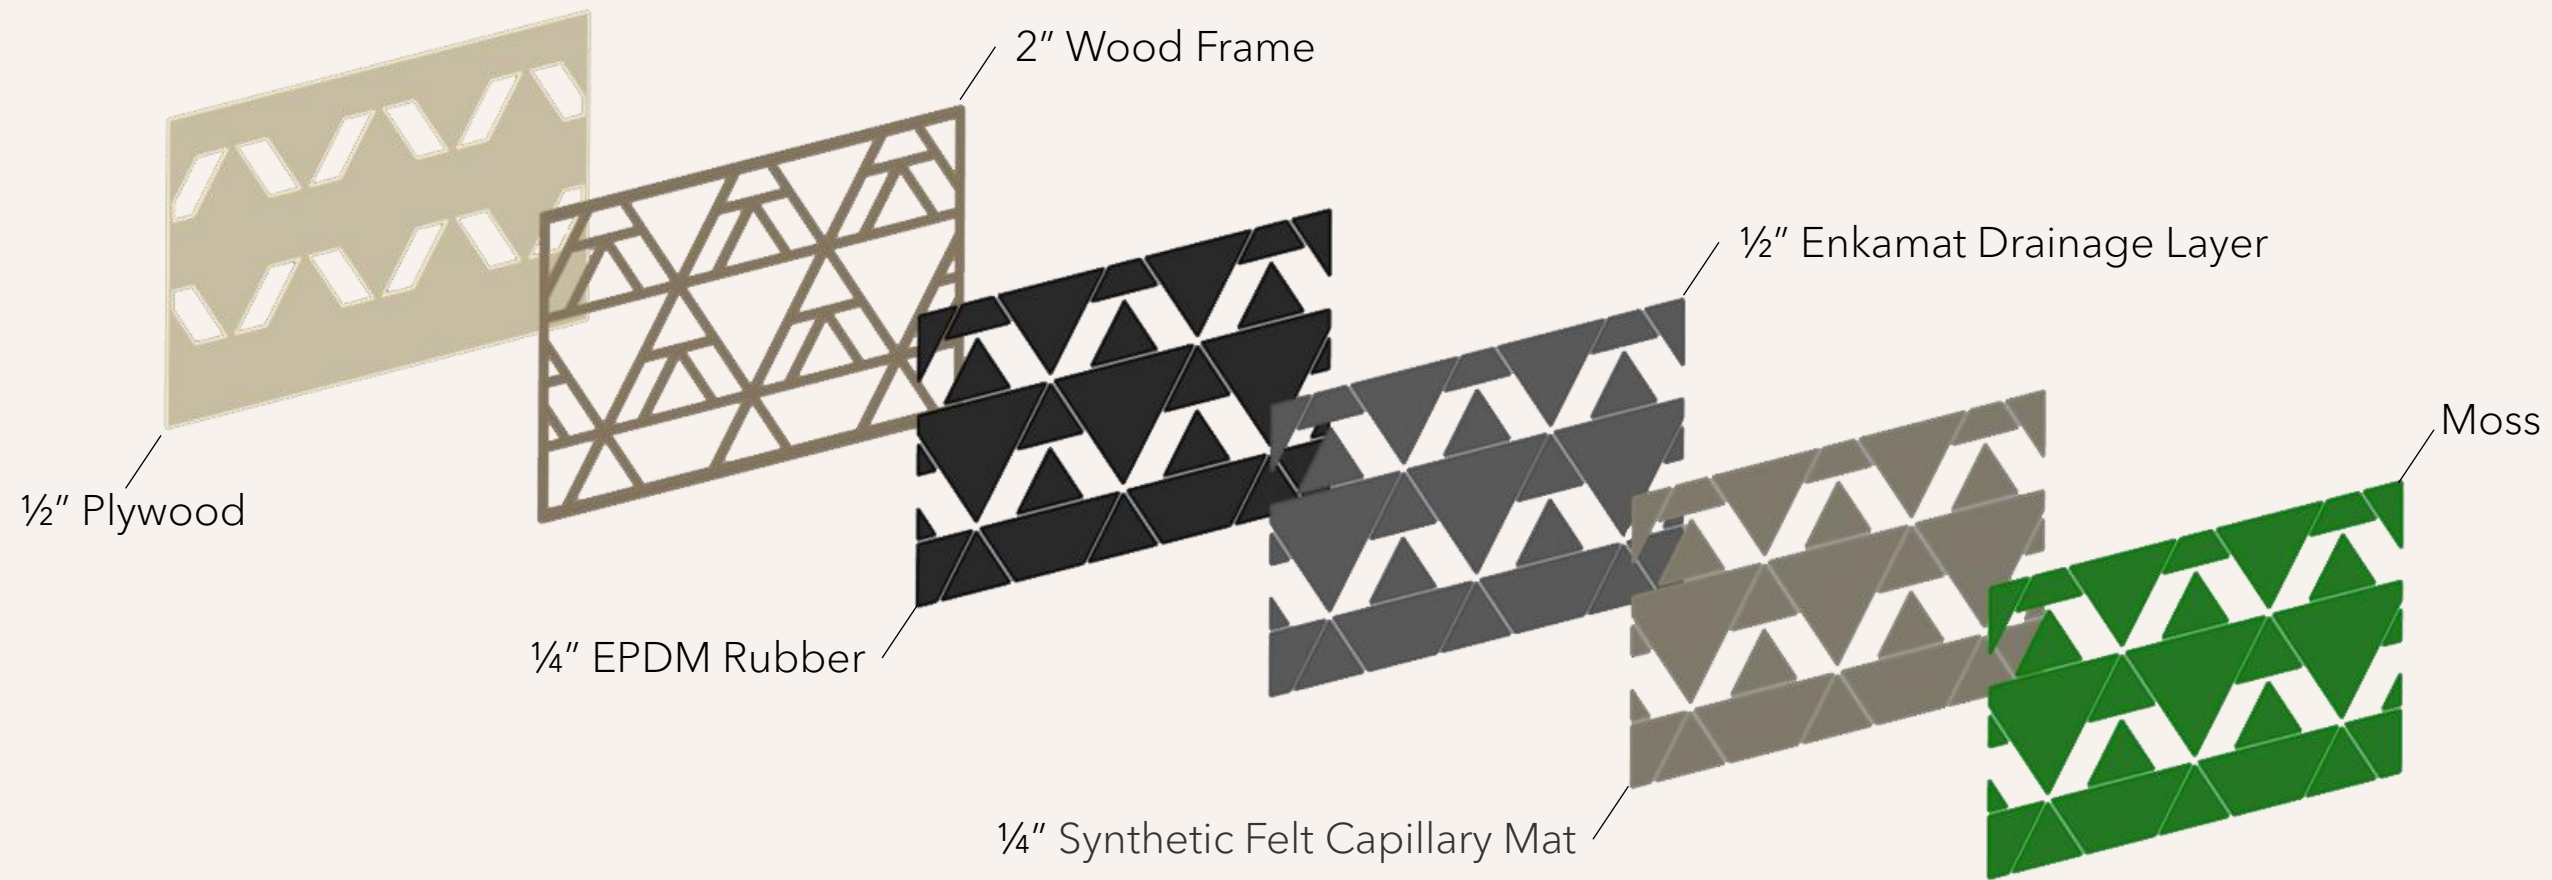 2” Wood Frame
½” Enkamat Drainage Layer
Moss
½” Plywood
¼” EPDM Rubber
¼” Synthetic Felt Capillary Mat